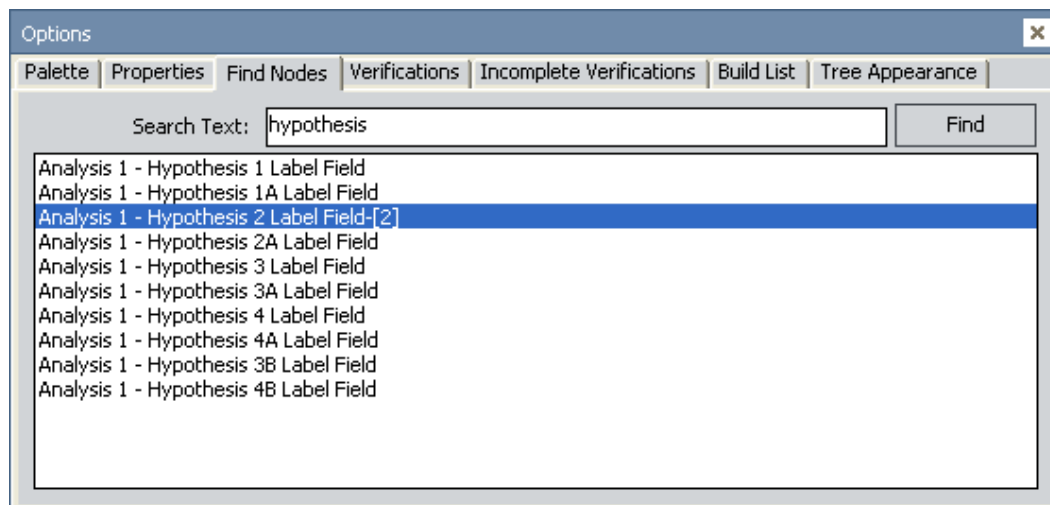 Options
Palette Properties Find Nodes Verifications Incomplete Verifications Build List Tree Appearance
Search Text: hypothesis Find
Analysis 1 - Hypothesis 1 Label Field
Analysis 1 - Hypothesis 1A Label Field
Analysis 1 - Hypothesis 2 Label Field-[2]
Analysis 1 - Hypothesis 2A Label Field
Analysis 1 - Hypothesis 3 Label Field
Analysis 1 - Hypothesis 3A Label Field
Analysis 1 - Hypothesis 4 Label Field
Analysis 1 - Hypothesis 4A Label Field
Analysis 1 - Hypothesis 3B Label Field
Analysis 1 - Hypothesis 4B Label Field